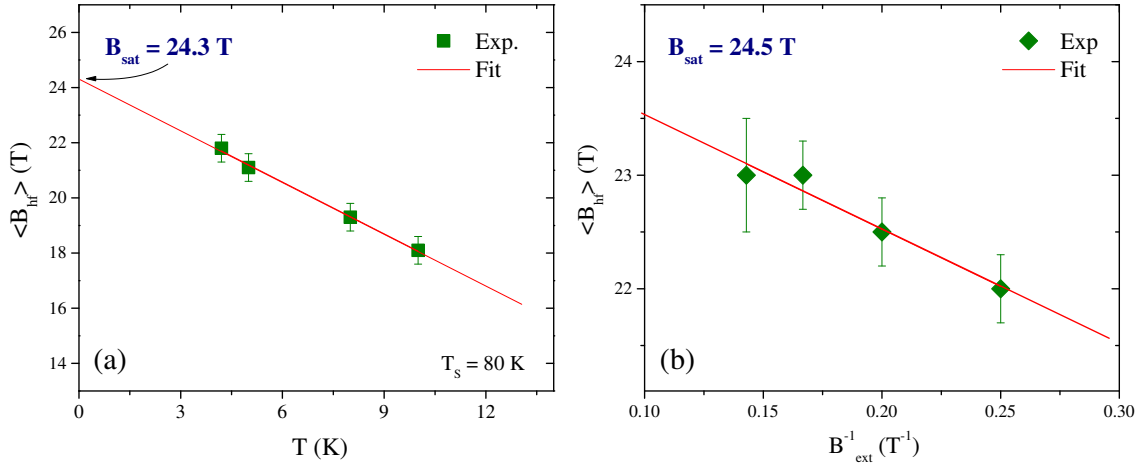 B_sat = 24.3 T
Exp.
Fit
26
24
22
20
18
16
14
<B_hf> (T)
(a)
T_S = 80 K
0 3 6 9 12
T (K)
B_sat = 24.5 T
Exp
Fit
24
23
22
<B_hf> (T)
(b)
0.10 0.15 0.20 0.25 0.30
B^-1_ext (T^-1)